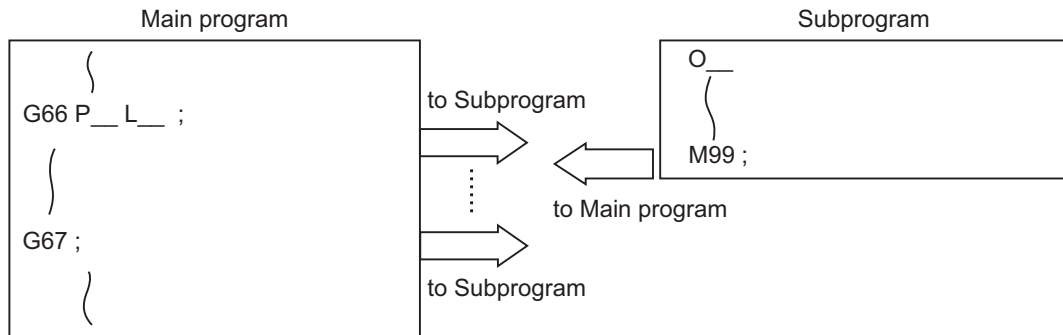 Main program
Subprogram
G66 P__ L__ ;
G67 ;
to Subprogram
to Subprogram
to Main program
O__
M99 ;